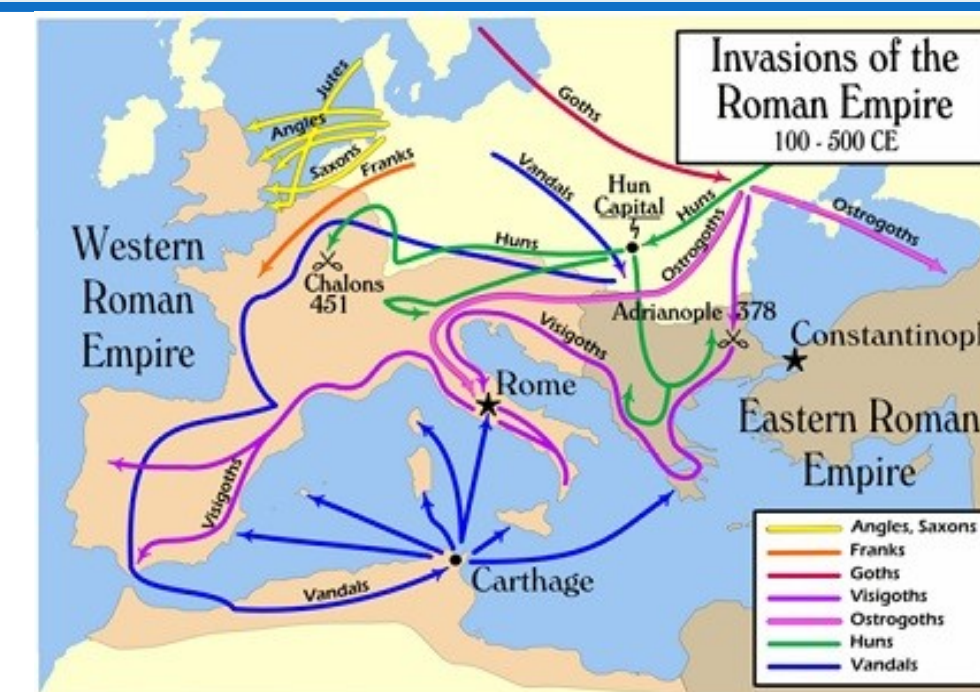 Invasions of the
Roman Empire
100 - 500 CE
Jutes
Angles
Saxons
Franks
Goths
Vandals
Hun
Capital
Huns
Ostrogoths
Ostrogoths
Huns
Western
Roman
Empire
Chalons
451
Adrianople 378
Visigoths
Constantinopl
Rome
Eastern Roman
Empire
Visigoths
Vandals
Carthage
Angles, Saxons
Franks
Goths
Visigoths
Ostrogoths
Huns
Vandals